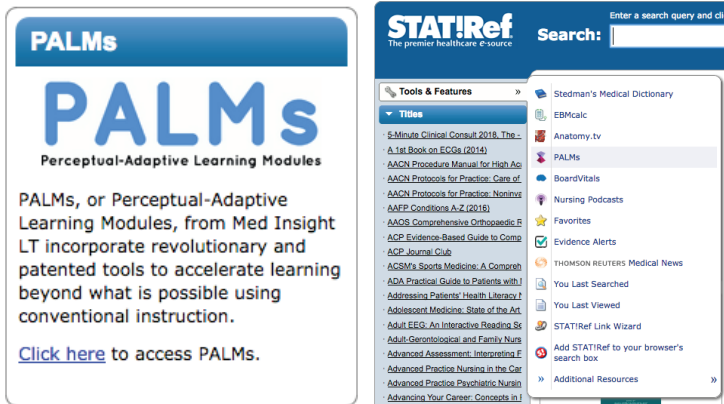 PALMs
PALMs
Perceptual-Adaptive Learning Modules
PALMs, or Perceptual-Adaptive
Learning Modules, from Med Insight
LT incorporate revolutionary and
patented tools to accelerate learning
beyond what is possible using
conventional instruction.
Click here to access PALMs.
STAT!Ref
The premier healthcare e-source
Enter a search query and cli
Search:
Tools & Features »
Titles
5-Minute Clinical Consult 2018, The -
A 1st Book on ECGs (2014)
AACN Procedure Manual for High Acu
AACN Protocols for Practice: Care of
AACN Protocols for Practice: Noninva
AAFP Conditions A-Z (2016)
AAOS Comprehensive Orthopaedic R
ACP Evidence-Based Guide to Comp
ACP Journal Club
ACSM's Sports Medicine: A Compreh
ADA Practical Guide to Patients with
Addressing Patients' Health Literacy
Adolescent Medicine: State of the Art
Adult EEG: An Interactive Reading Se
Adult-Gerontological and Family Nurs
Advanced Assessment: Interpreting F
Advanced Practice Nursing in the Car
Advanced Practice Psychiatric Nursin
Advancing Your Career: Concepts in
Stedman's Medical Dictionary
EBMcalc
Anatomy.tv
PALMs
BoardVitals
Nursing Podcasts
Favorites
Evidence Alerts
THOMSON REUTERS Medical News
You Last Searched
You Last Viewed
STAT!Ref Link Wizard
Add STAT!Ref to your browser's
search box
» Additional Resources »